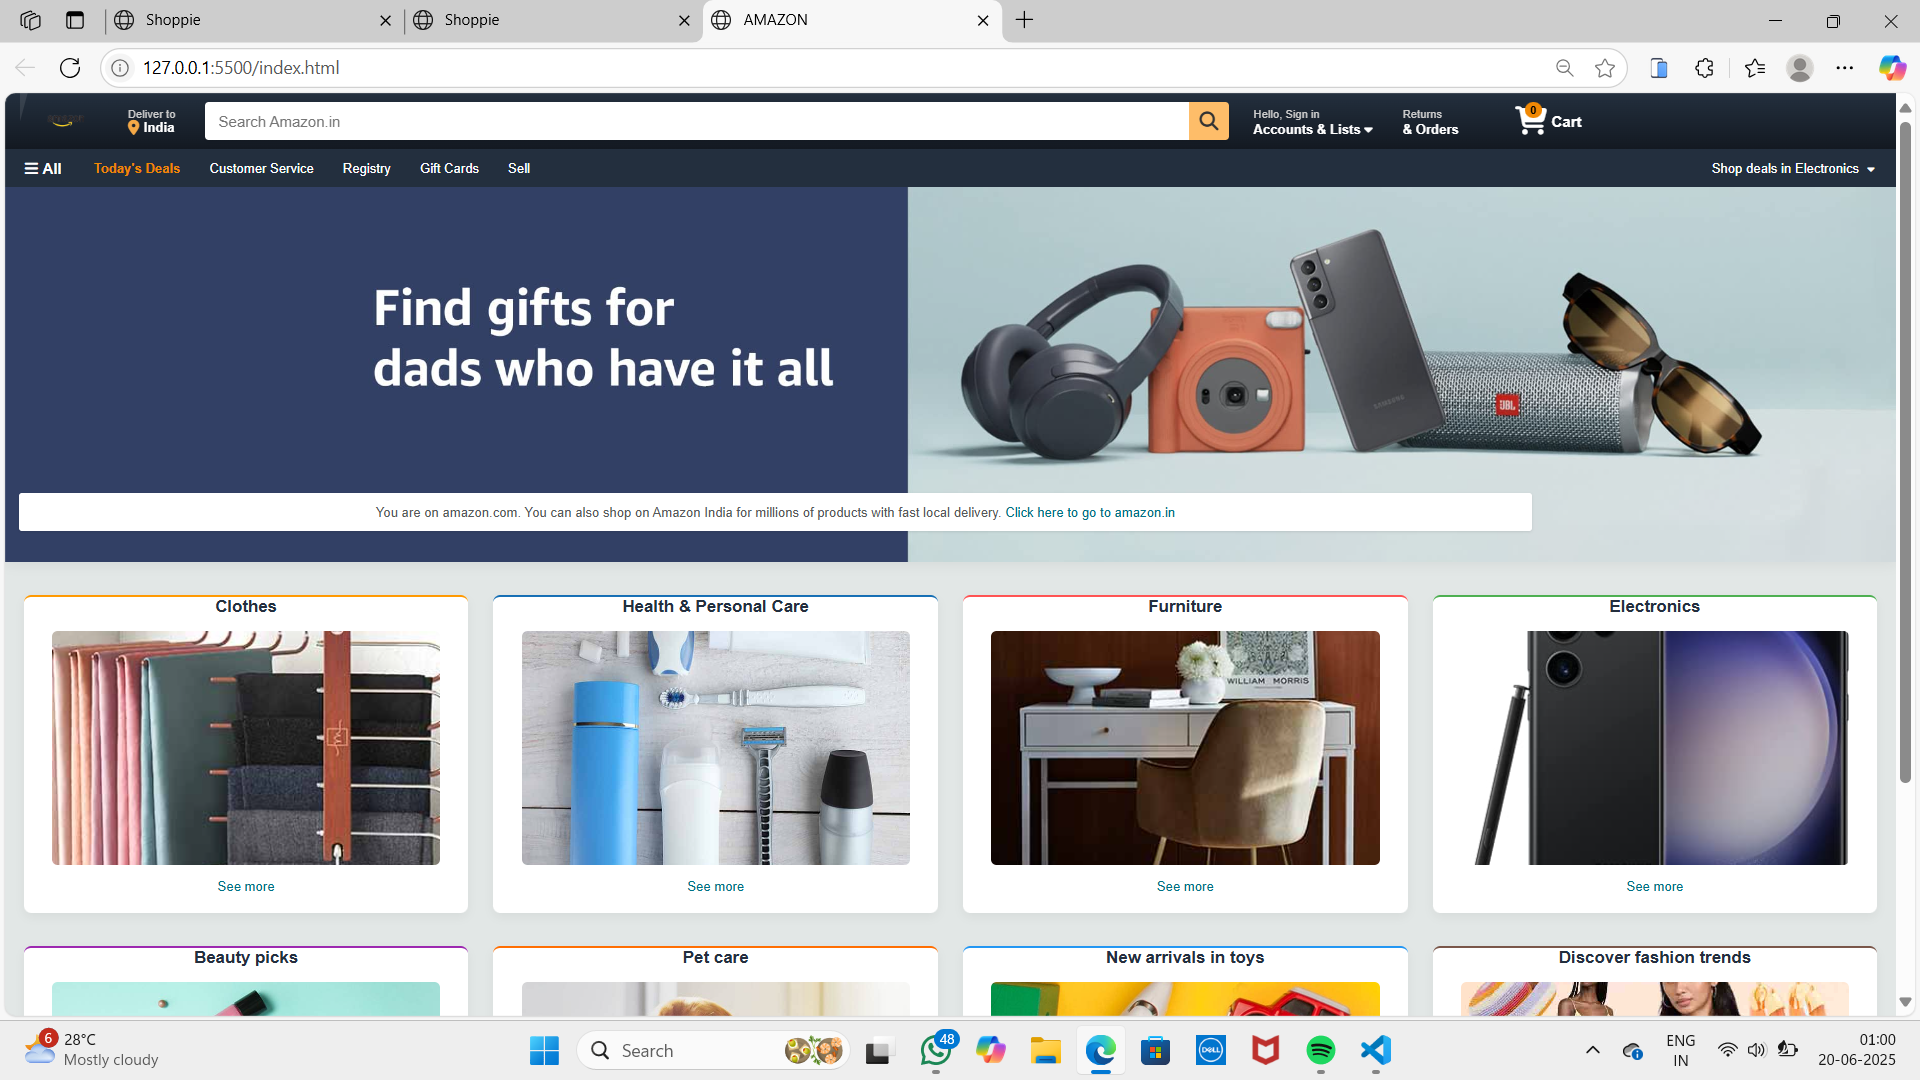 Shoppie
Shoppie
AMAZON
127.0.0.1:5500/index.html
Deliver to
India
Search Amazon.in
Hello, Sign in
Accounts & Lists
Returns
& Orders
0
Cart
All
Today's Deals
Customer Service
Registry
Gift Cards
Sell
Shop deals in Electronics
Find gifts for
dads who have it all
SAMSUNG
JBL
You are on amazon.com. You can also shop on Amazon India for millions of products with fast local delivery. Click here to go to amazon.in
Clothes
Health & Personal Care
Furniture
Electronics
WILLIAM MORRIS
See more
See more
See more
See more
Beauty picks
Pet care
New arrivals in toys
Discover fashion trends
6
28°C
Mostly cloudy
Search
48
DELL
ENG
IN
01:00
20-06-2025